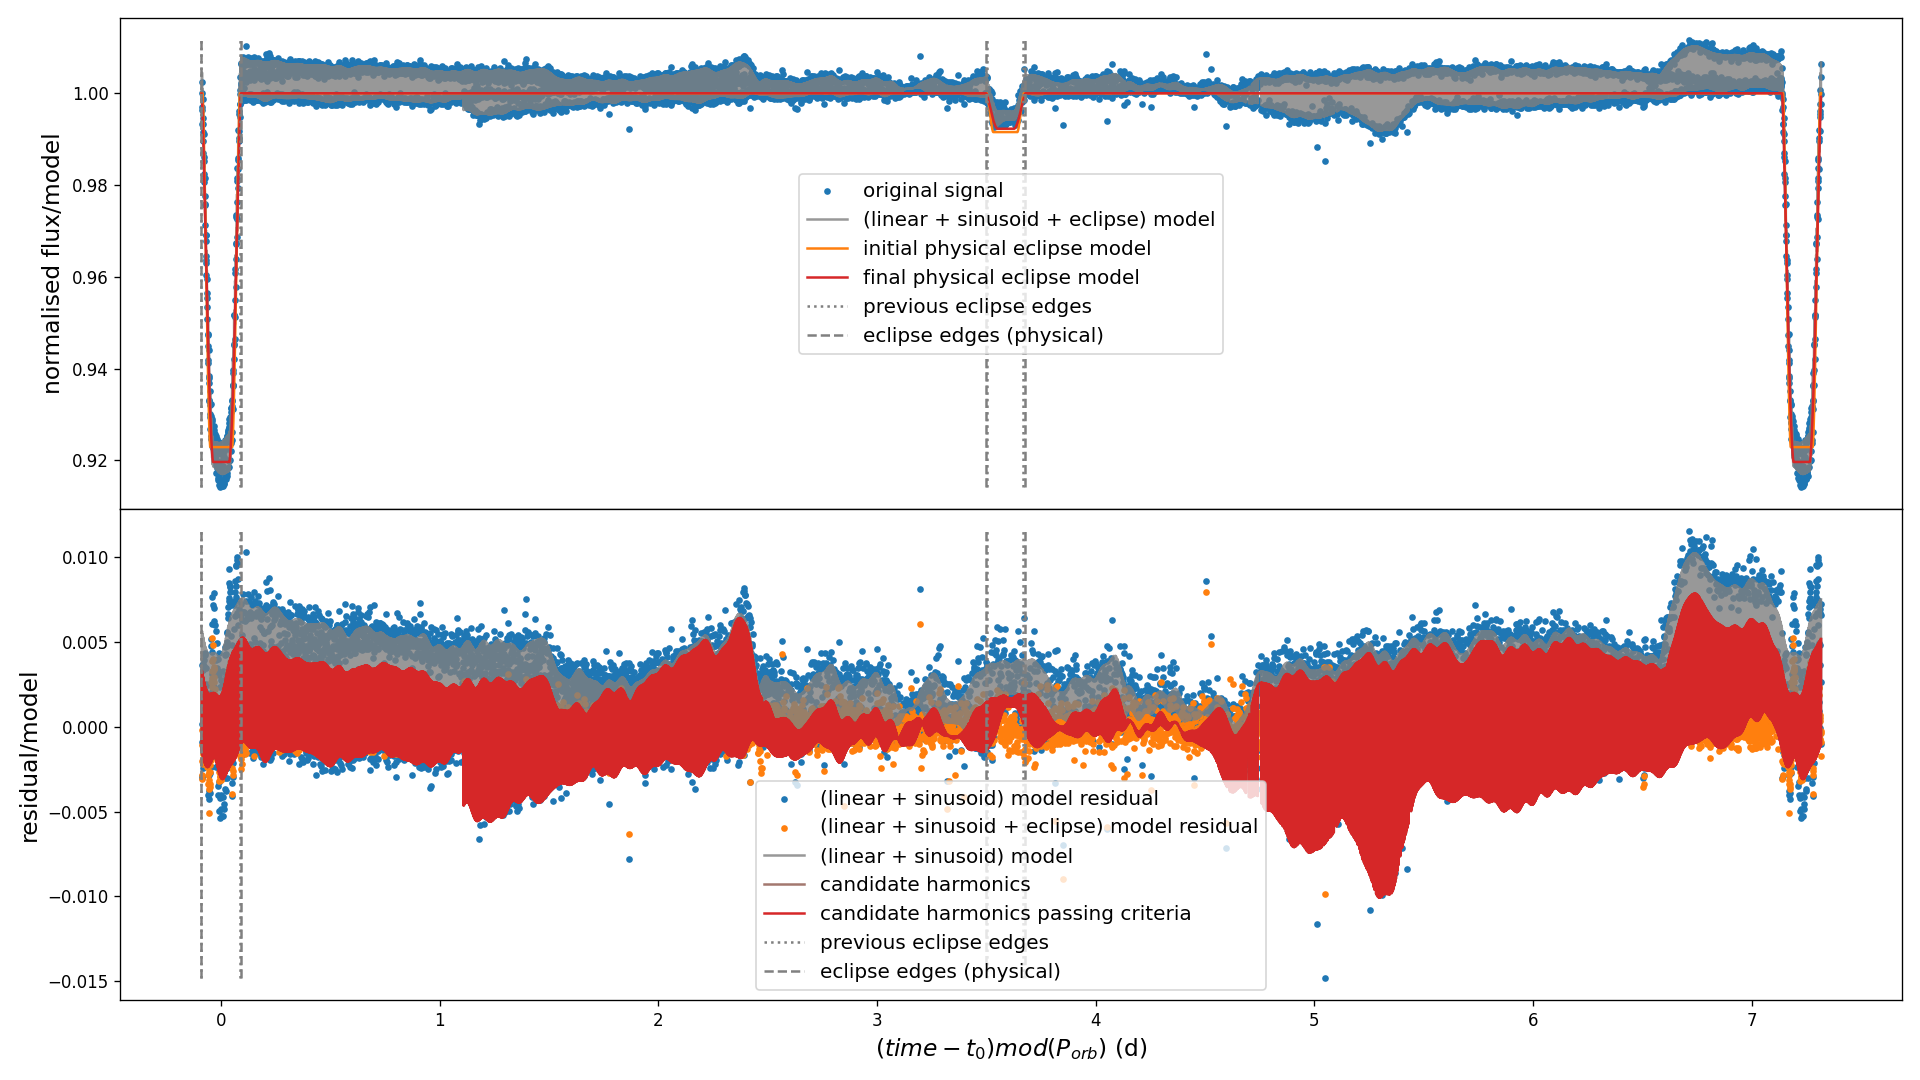 normalised flux/model
1.00
0.98
0.96
0.94
0.92
original signal
(linear + sinusoid + eclipse) model
initial physical eclipse model
final physical eclipse model
previous eclipse edges
eclipse edges (physical)
residual/model
0.010
0.005
0.000
−0.005
−0.010
−0.015
(linear + sinusoid) model residual
(linear + sinusoid + eclipse) model residual
(linear + sinusoid) model
candidate harmonics
candidate harmonics passing criteria
previous eclipse edges
eclipse edges (physical)
0 1 2 3 4 5 6 7
(time − t₀)mod(P_orb) (d)